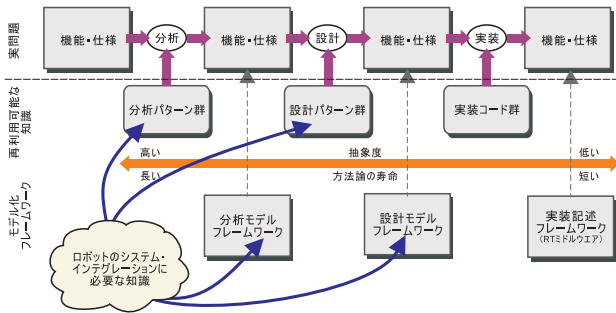 実問題
機能・仕様
分析
機能・仕様
設計
機能・仕様
実装
機能・仕様
再利用可能な
知識
分析パターン群
設計パターン群
実装コード群
高い
抽象度
低い
長い
方法論の寿命
短い
モデル化
フレームワーク
分析モデル
フレームワーク
設計モデル
フレームワーク
実装記述
フレームワーク
(RTミドルウエア)
ロボットのシステム・
インテグレーションに
必要な知識